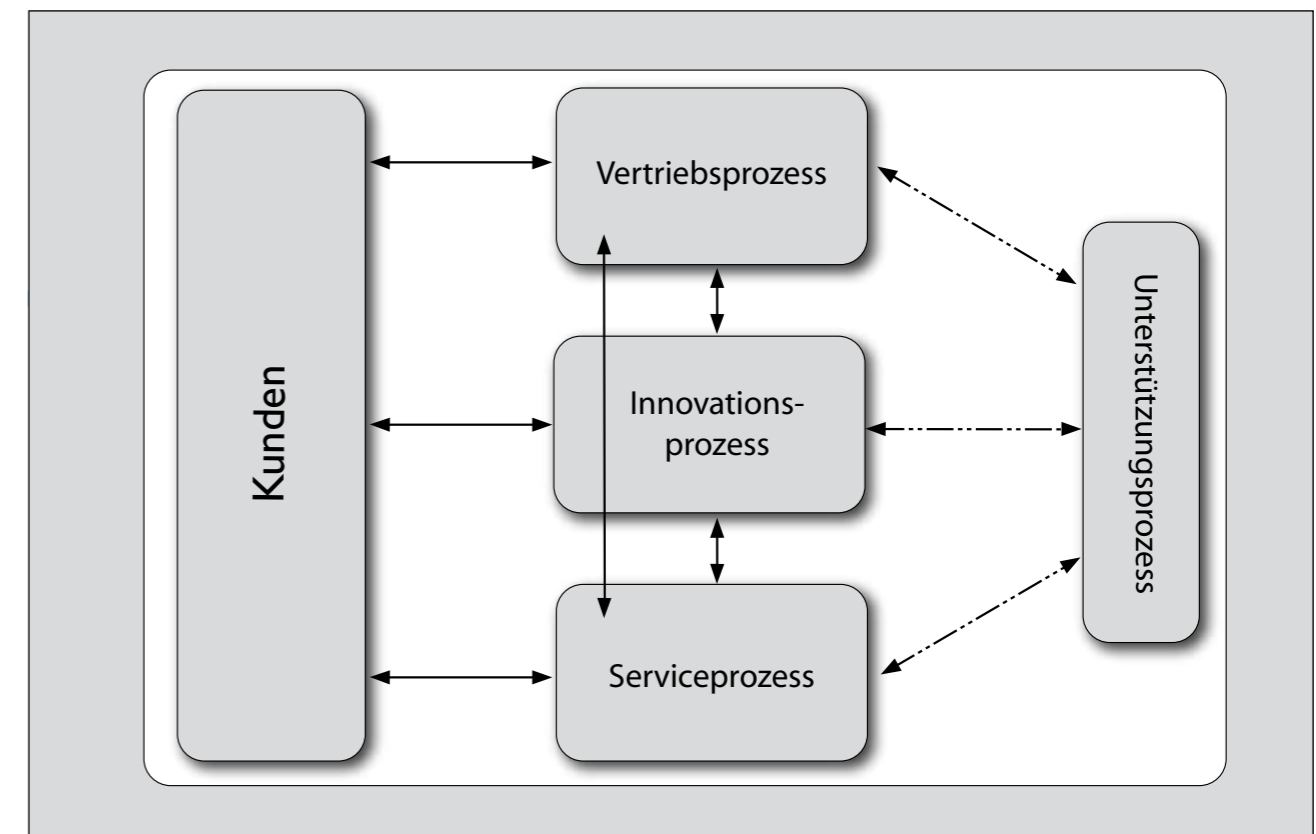 Kunden
Vertriebsprozess
Innovations-
prozess
Serviceprozess
Unterstützungsprozess